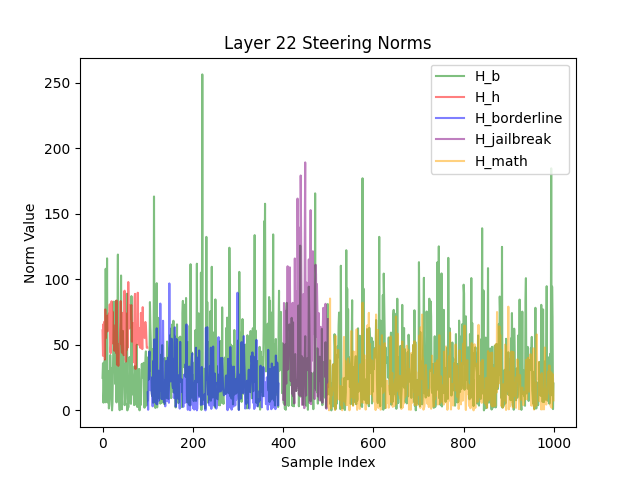 Layer 22 Steering Norms
H_b
H_h
H_borderline
H_jailbreak
H_math
Norm Value
250
200
150
100
50
0
0
200
400
600
800
1000
Sample Index